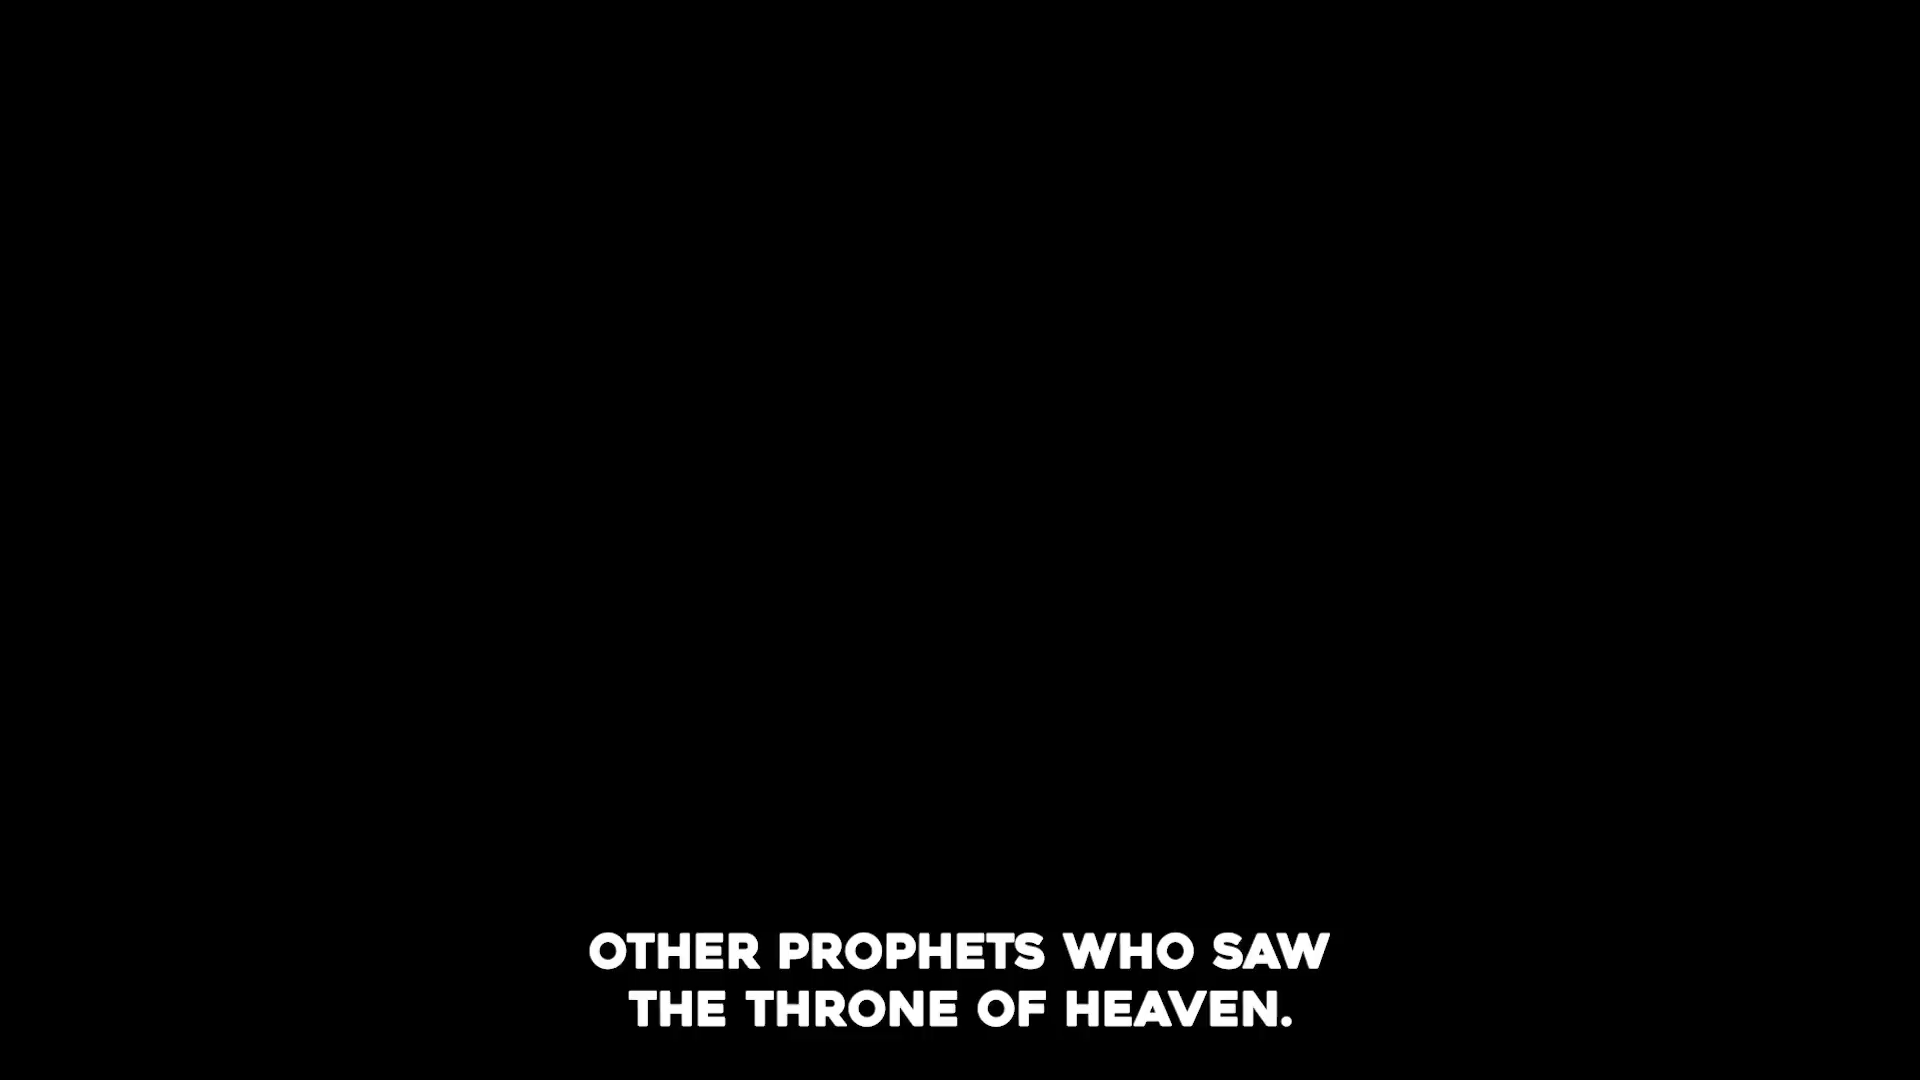 OTHER PROPHETS WHO SAW
THE THRONE OF HEAVEN.